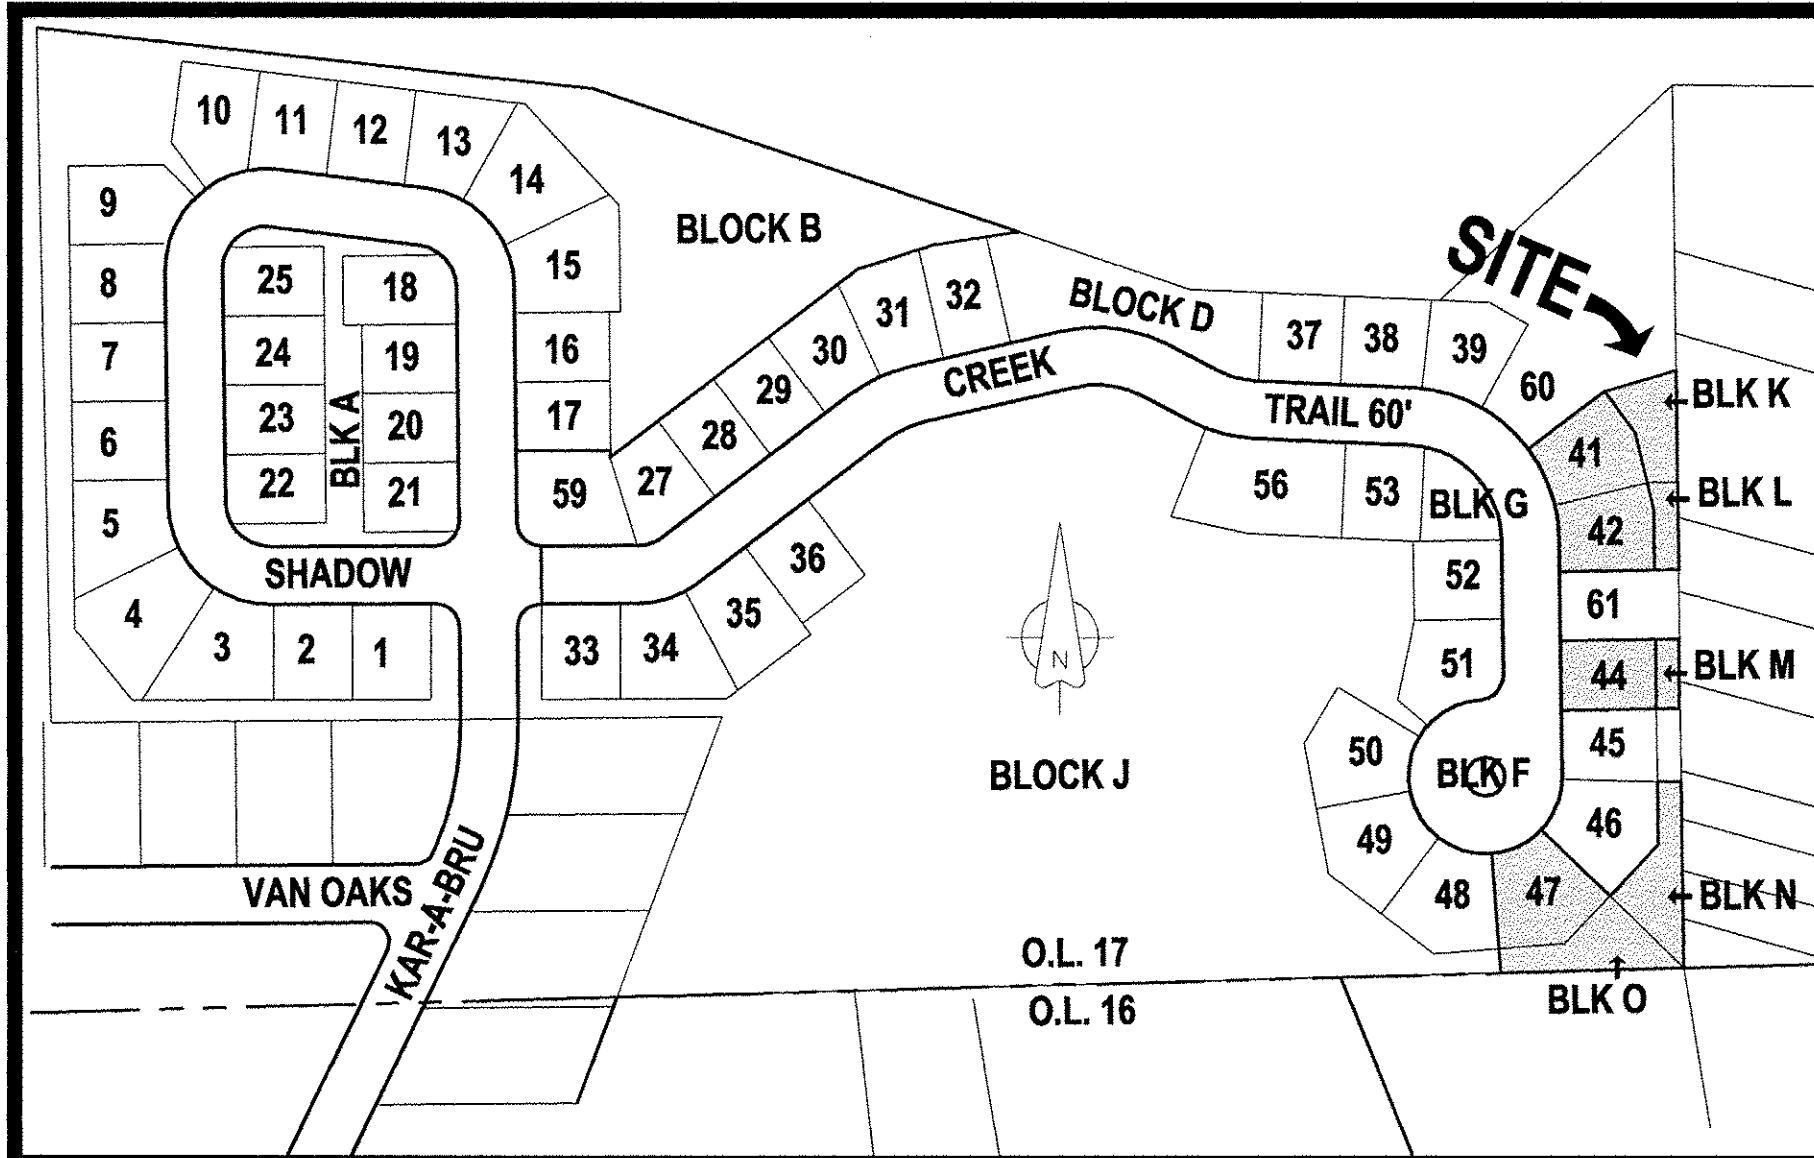 10
11
12
13
14
9
8
7
6
5
4
3
2
1
25
24
23
22
18
19
20
21
BLK A
15
16
17
59
BLOCK B
27
28
29
30
31
32
BLOCK D
37
38
39
60
SITE
SHADOW
CREEK
TRAIL 60'
33
34
35
36
56
53
BLK G
52
51
50
49
48
47
46
45
44
61
42
41
BLK K
BLK L
BLK M
BLK N
BLK O
BLK F
N
BLOCK J
VAN OAKS
KAR-A-BRU
O.L. 17
O.L. 16